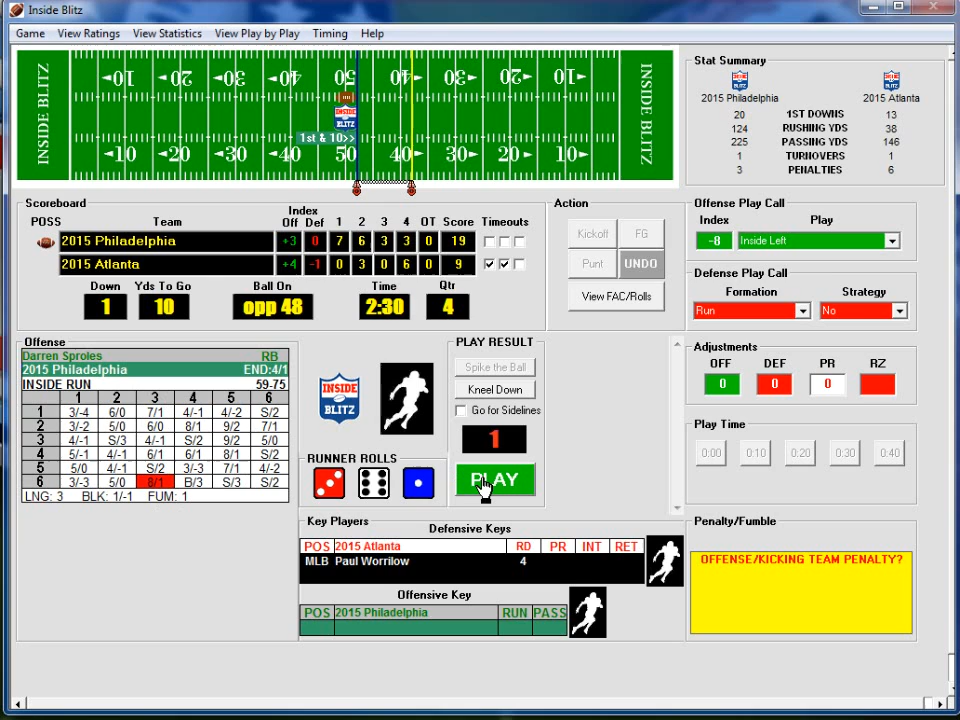 Inside Blitz
Game View Ratings View Statistics View Play by Play Timing Help
INSIDE BLITZ
10 20 30 40 50 40 30 20 10
INSIDE BLITZ
1st & 10>>
10 20 30 40 50 40 30 20 10
INSIDE BLITZ
Stat Summary
2015 Philadelphia 2015 Atlanta
20 1ST DOWNS 13
124 RUSHING YDS 38
225 PASSING YDS 146
1 TURNOVERS 1
3 PENALTIES 6
Scoreboard
POSS Team Index Off Def 1 2 3 4 OT Score Timeouts
2015 Philadelphia +3 0 7 6 3 3 0 19
2015 Atlanta +4 -1 0 3 0 6 0 9
Down Yds To Go Ball On Time Qtr
1 10 opp 48 2:30 4
Action
Kickoff FG
Punt UNDO
View FAC/Rolls
Offense Play Call
Index Play
-8 Inside Left
Defense Play Call
Formation Strategy
Run No
Adjustments
OFF DEF PR RZ
0 0 0
Play Time
0:00 0:10 0:20 0:30 0:40
Offense
Darren Sproles RB
2015 Philadelphia END:4/1
INSIDE RUN 59-75
1 2 3 4 5 6
1 3/-4 6/0 7/1 4/-1 4/-2 S/2
2 3/-2 5/0 6/0 8/1 9/2 7/1
3 4/-1 S/3 4/-1 S/2 9/2 5/0
4 5/-1 4/-1 6/1 6/1 8/1 S/2
5 5/0 4/-1 S/2 3/-3 7/1 4/-2
6 3/-3 5/0 8/1 B/3 S/3 S/2
LNG: 3 BLK: 1/-1 FUM: 1
INSIDE BLITZ
RUNNER ROLLS
PLAY RESULT
Spike the Ball
Kneel Down
Go for Sidelines
1
PLAY
Key Players
Defensive Keys
POS 2015 Atlanta RD PR INT RET
MLB Paul Worrilow 4
Offensive Key
POS 2015 Philadelphia RUN PASS
Penalty/Fumble
OFFENSE/KICKING TEAM PENALTY?